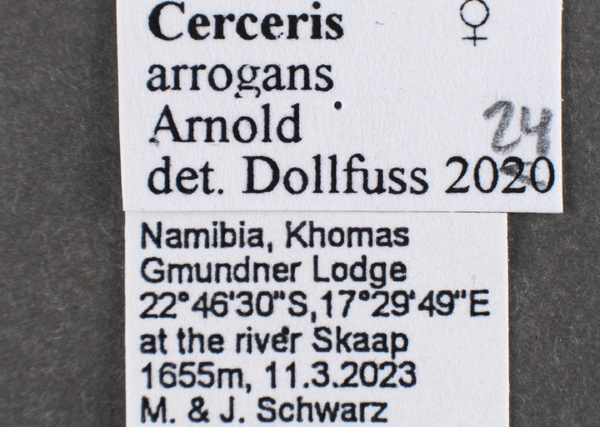 Cerceris ♀
arrogans
Arnold
24
det. Dollfuss 2020
Namibia, Khomas
Gmundner Lodge
22°46'30"S,17°29'49"E
at the river Skaap
1655m, 11.3.2023
M. & J. Schwarz